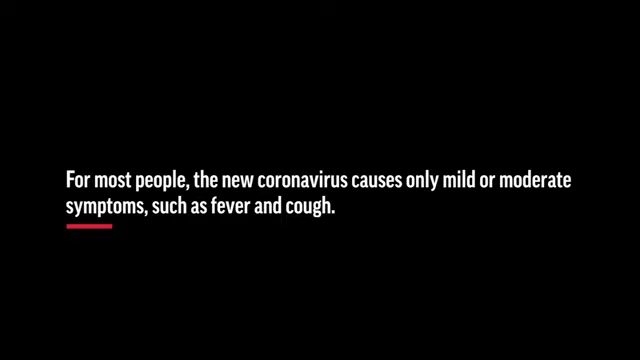 For most people, the new coronavirus causes only mild or moderate
symptoms, such as fever and cough.